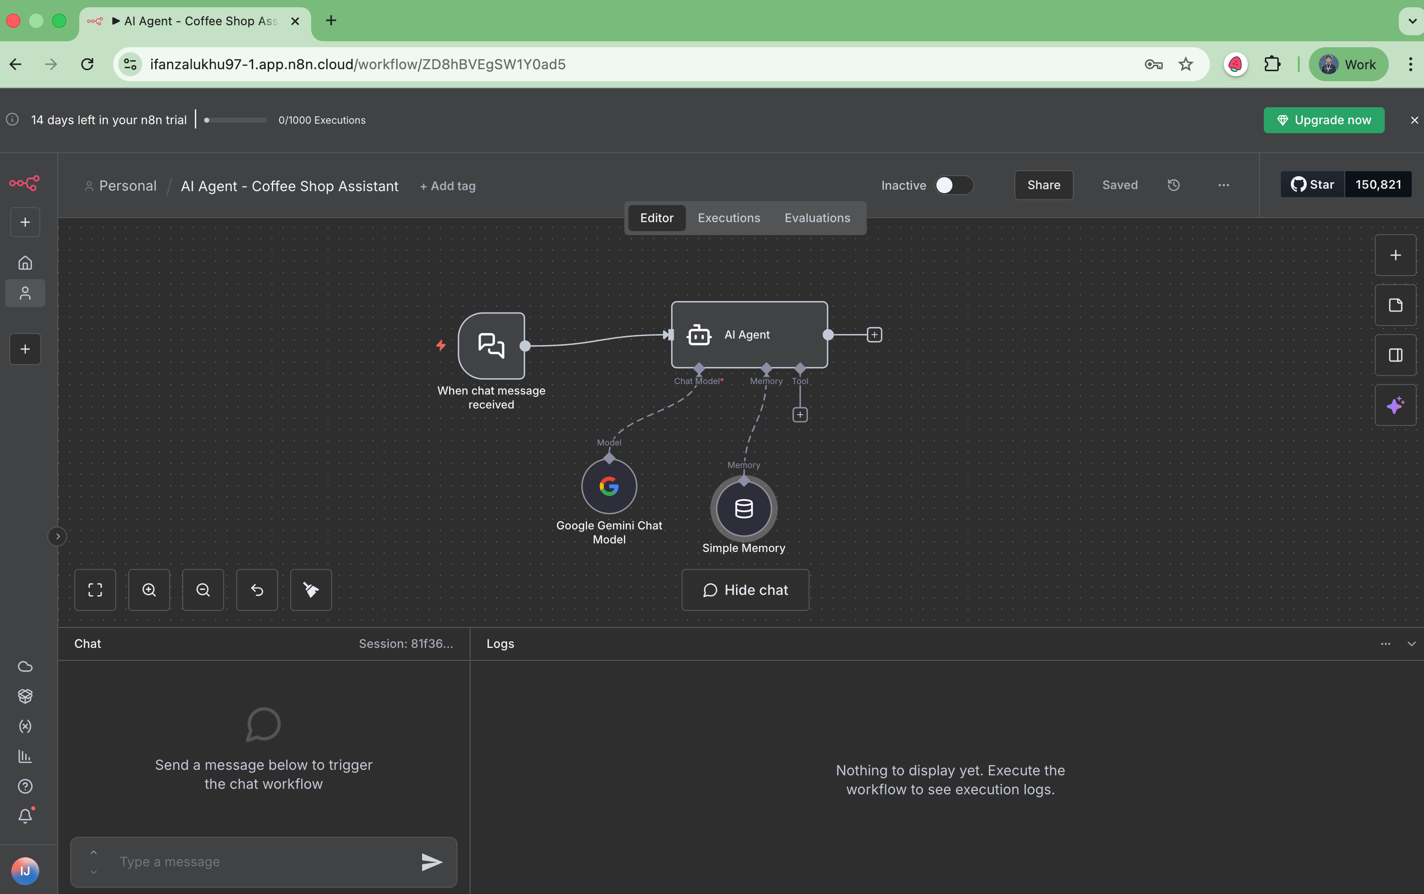 AI Agent - Coffee Shop Ass
ifanzalukhu97-1.app.n8n.cloud/workflow/ZD8hBVEgSW1Y0ad5
Work
14 days left in your n8n trial
0/1000 Executions
Upgrade now
Personal / AI Agent - Coffee Shop Assistant
+ Add tag
Inactive
Share
Saved
Star
150,821
Editor
Executions
Evaluations
AI Agent
When chat message
received
Chat Model*
Memory
Tool
Model
Memory
Google Gemini Chat
Model
Simple Memory
Hide chat
Chat
Session: 81f36...
Logs
Send a message below to trigger
the chat workflow
Nothing to display yet. Execute the
workflow to see execution logs.
Type a message
IJ